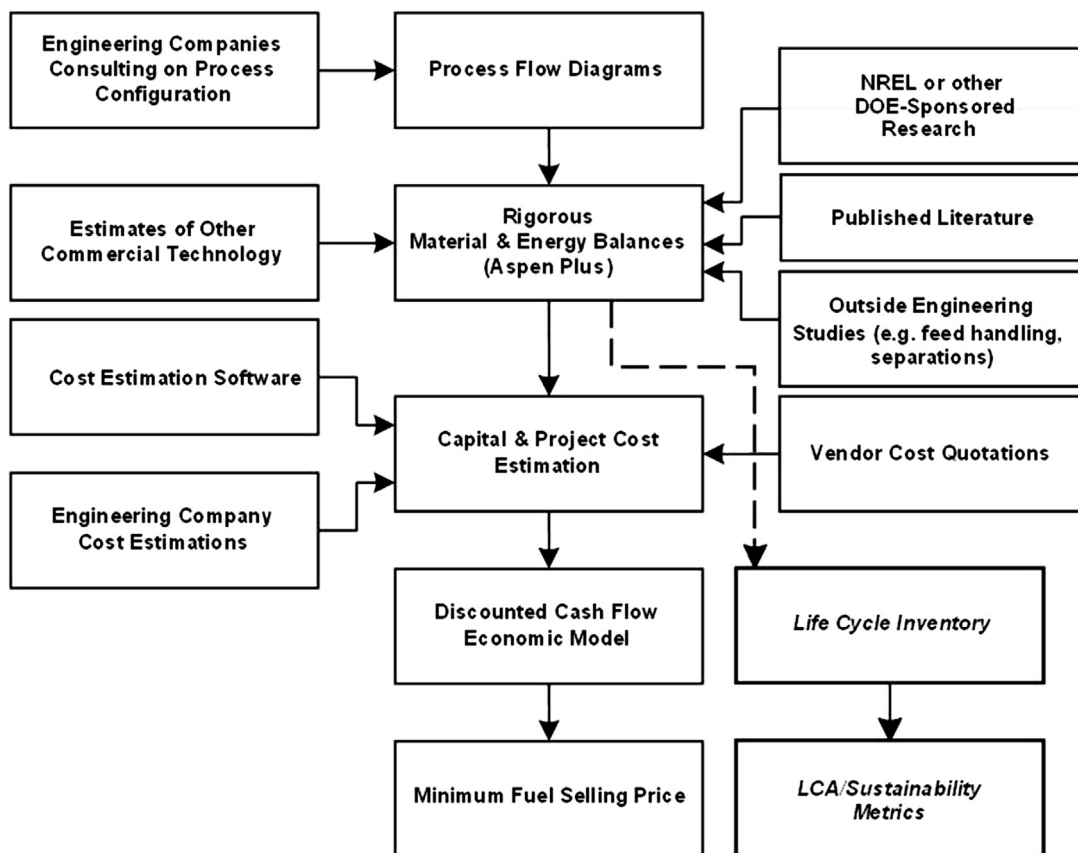 Engineering Companies
Consulting on Process
Configuration
Process Flow Diagrams
NREL or other
DOE-Sponsored
Research
Estimates of Other
Commercial Technology
Rigorous
Material & Energy Balances
(Aspen Plus)
Published Literature
Outside Engineering
Studies (e.g. feed handling,
separations)
Cost Estimation Software
Capital & Project Cost
Estimation
Vendor Cost Quotations
Engineering Company
Cost Estimations
Discounted Cash Flow
Economic Model
Life Cycle Inventory
Minimum Fuel Selling Price
LCA/Sustainability
Metrics